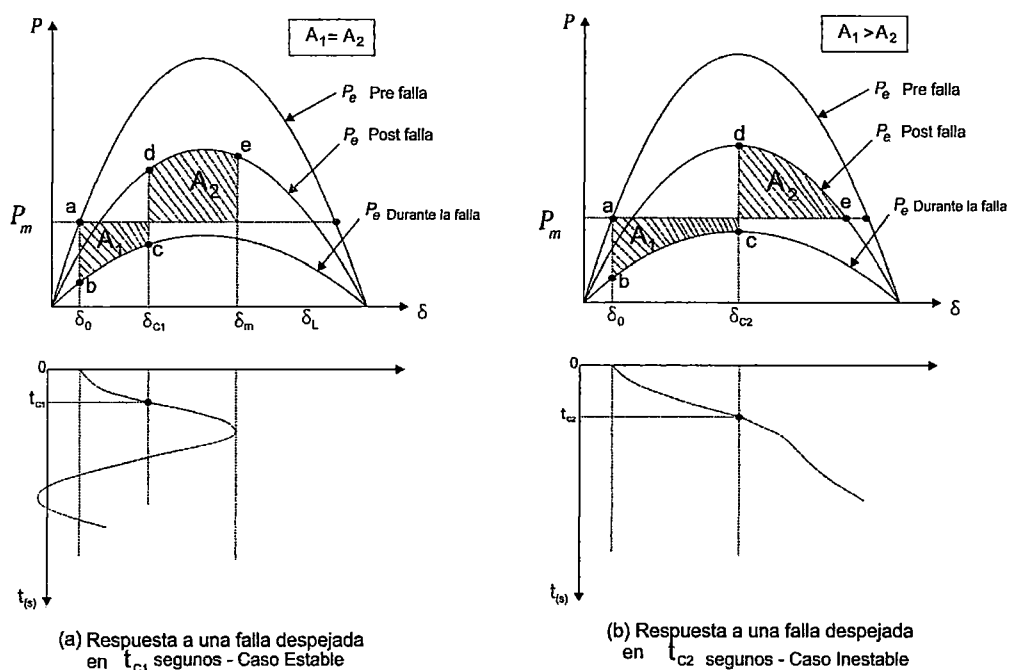 P
A₁ = A₂
Pₑ Pre falla
Pₑ Post falla
d
e
A₂
a
Pₘ
A₁
c
b
Pₑ Durante la falla
δ₀
δC1
δₘ
δL
δ
0
tC1
t(s)
(a) Respuesta a una falla despejada
en tC1 segunos - Caso Estable
P
A₁ > A₂
Pₑ Pre falla
Pₑ Post falla
d
A₂
a
e
Pₘ
A₁
c
b
Pₑ Durante la falla
δ₀
δC2
δ
0
tC2
t(s)
(b) Respuesta a una falla despejada
en tC2 segunos - Caso Inestable